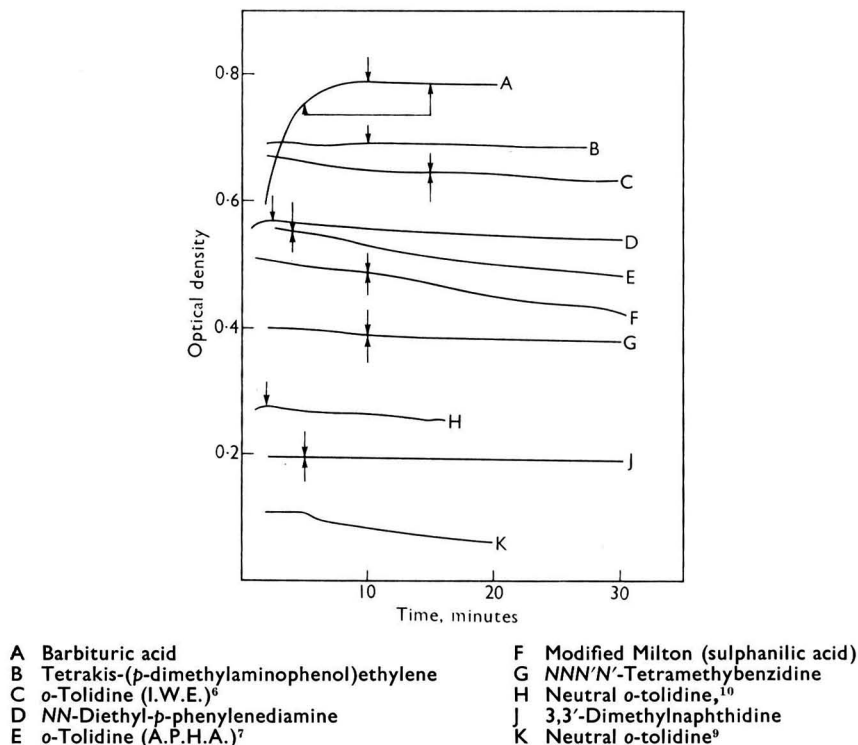 0·8
A
B
C
0·6
D
E
F
0·4
G
H
0·2
J
K
Optical density
10 20 30
Time, minutes
A Barbituric acid
B Tetrakis-(p-dimethylaminophenol)ethylene
C o-Tolidine (I.W.E.)⁶
D NN-Diethyl-p-phenylenediamine
E o-Tolidine (A.P.H.A.)⁷
F Modified Milton (sulphanilic acid)
G NNN′N′-Tetramethybenzidine
H Neutral o-tolidine,¹⁰
J 3,3′-Dimethylnaphthidine
K Neutral o-tolidine⁹